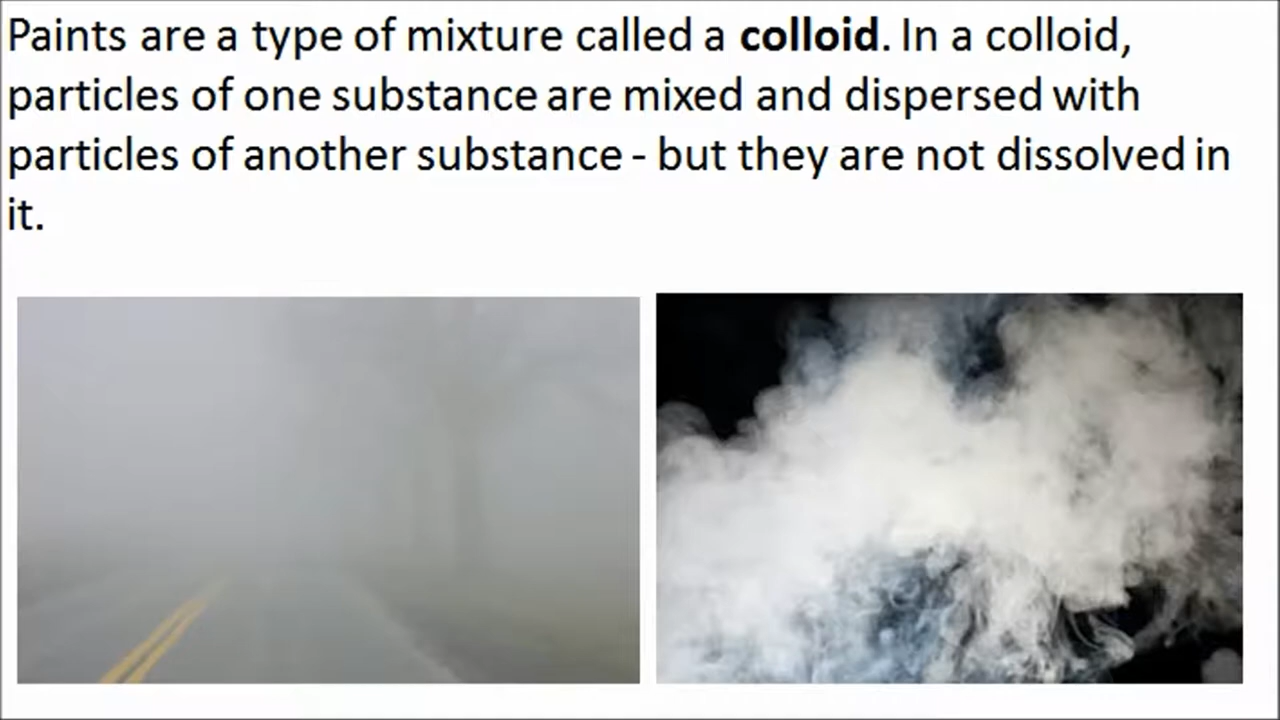 Paints are a type of mixture called a colloid. In a colloid,
particles of one substance are mixed and dispersed with
particles of another substance - but they are not dissolved in
it.